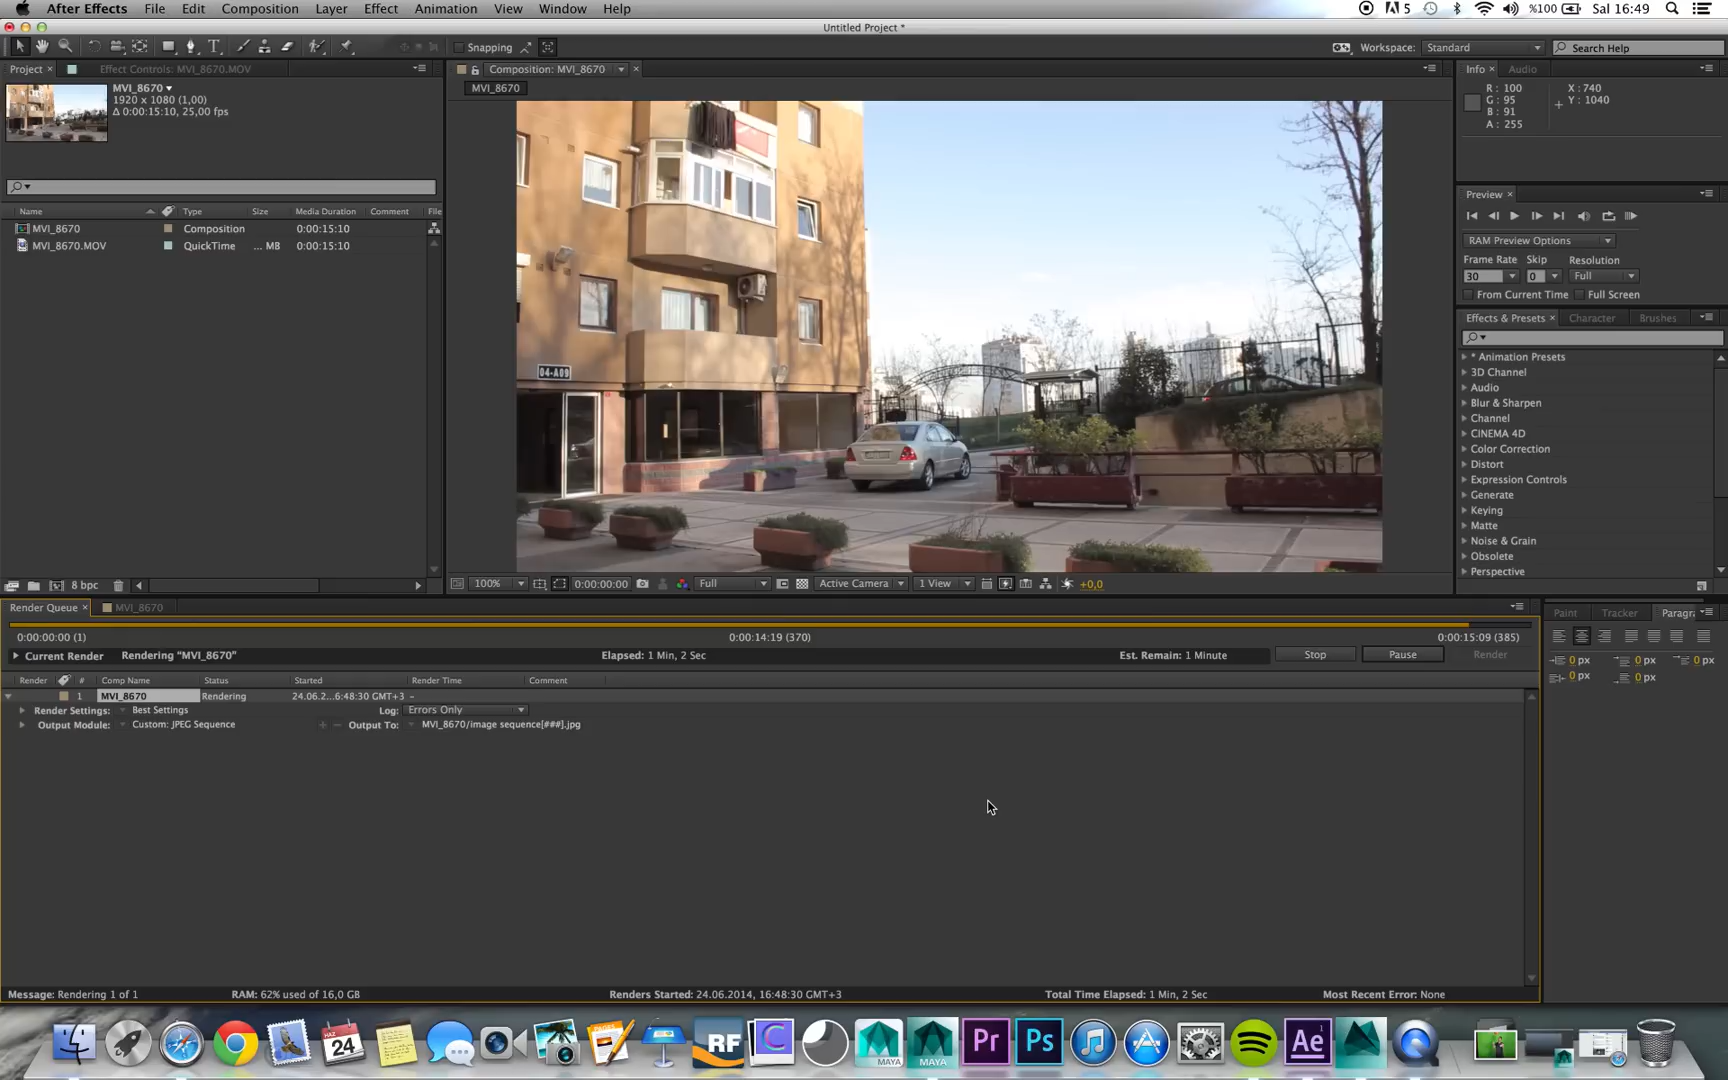 After Effects File Edit Composition Layer Effect Animation View Window Help
5 %100 Sal 16:49
Untitled Project *
Snapping
Workspace: Standard
Search Help
Project × Effect Controls: MVI_8670.MOV
MVI_8670
1920 x 1080 (1,00)
Δ 0:00:15:10, 25,00 fps
Name Type Size Media Duration Comment File
MVI_8670 Composition 0:00:15:10
MVI_8670.MOV QuickTime ... MB 0:00:15:10
8 bpc
Composition: MVI_8670
MVI_8670
04-A09
100% 0:00:00:00 Full Active Camera 1 View +0,0
Info × Audio
R : 100
G : 95
B : 91
A : 255
X : 740
Y : 1040
Preview ×
RAM Preview Options
Frame Rate Skip Resolution
30 0 Full
From Current Time Full Screen
Effects & Presets × Character Brushes
* Animation Presets
3D Channel
Audio
Blur & Sharpen
Channel
CINEMA 4D
Color Correction
Distort
Expression Controls
Generate
Keying
Matte
Noise & Grain
Obsolete
Perspective
Render Queue × MVI_8670
0:00:00:00 (1) 0:00:14:19 (370) 0:00:15:09 (385)
Current Render Rendering "MVI_8670" Elapsed: 1 Min, 2 Sec Est. Remain: 1 Minute Stop Pause Render
Render # Comp Name Status Started Render Time Comment
1 MVI_8670 Rendering 24.06.2...6:48:30 GMT+3 –
Render Settings: Best Settings Log: Errors Only
Output Module: Custom: JPEG Sequence Output To: MVI_8670/image sequence[###].jpg
Paint Tracker Paragra
0 px 0 px 0 px
0 px 0 px
Message: Rendering 1 of 1 RAM: 62% used of 16,0 GB Renders Started: 24.06.2014, 16:48:30 GMT+3 Total Time Elapsed: 1 Min, 2 Sec Most Recent Error: None
HAZ
24
PAGES
RF
C
MAYA
MAYA
Pr
Ps
Ae